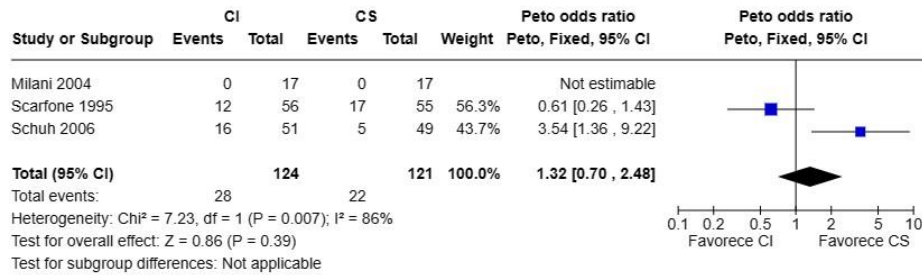 CI CS Peto odds ratio Peto odds ratio
Study or Subgroup Events Total Events Total Weight Peto, Fixed, 95% CI Peto, Fixed, 95% CI
Milani 2004 0 17 0 17 Not estimable
Scarfone 1995 12 56 17 55 56.3% 0.61 [0.26 , 1.43]
Schuh 2006 16 51 5 49 43.7% 3.54 [1.36 , 9.22]
Total (95% CI) 124 121 100.0% 1.32 [0.70 , 2.48]
Total events: 28 22
Heterogeneity: Chi² = 7.23, df = 1 (P = 0.007); I² = 86%
Test for overall effect: Z = 0.86 (P = 0.39)
Test for subgroup differences: Not applicable
0.1 0.2 0.5 1 2 5 10
Favorece CI Favorece CS